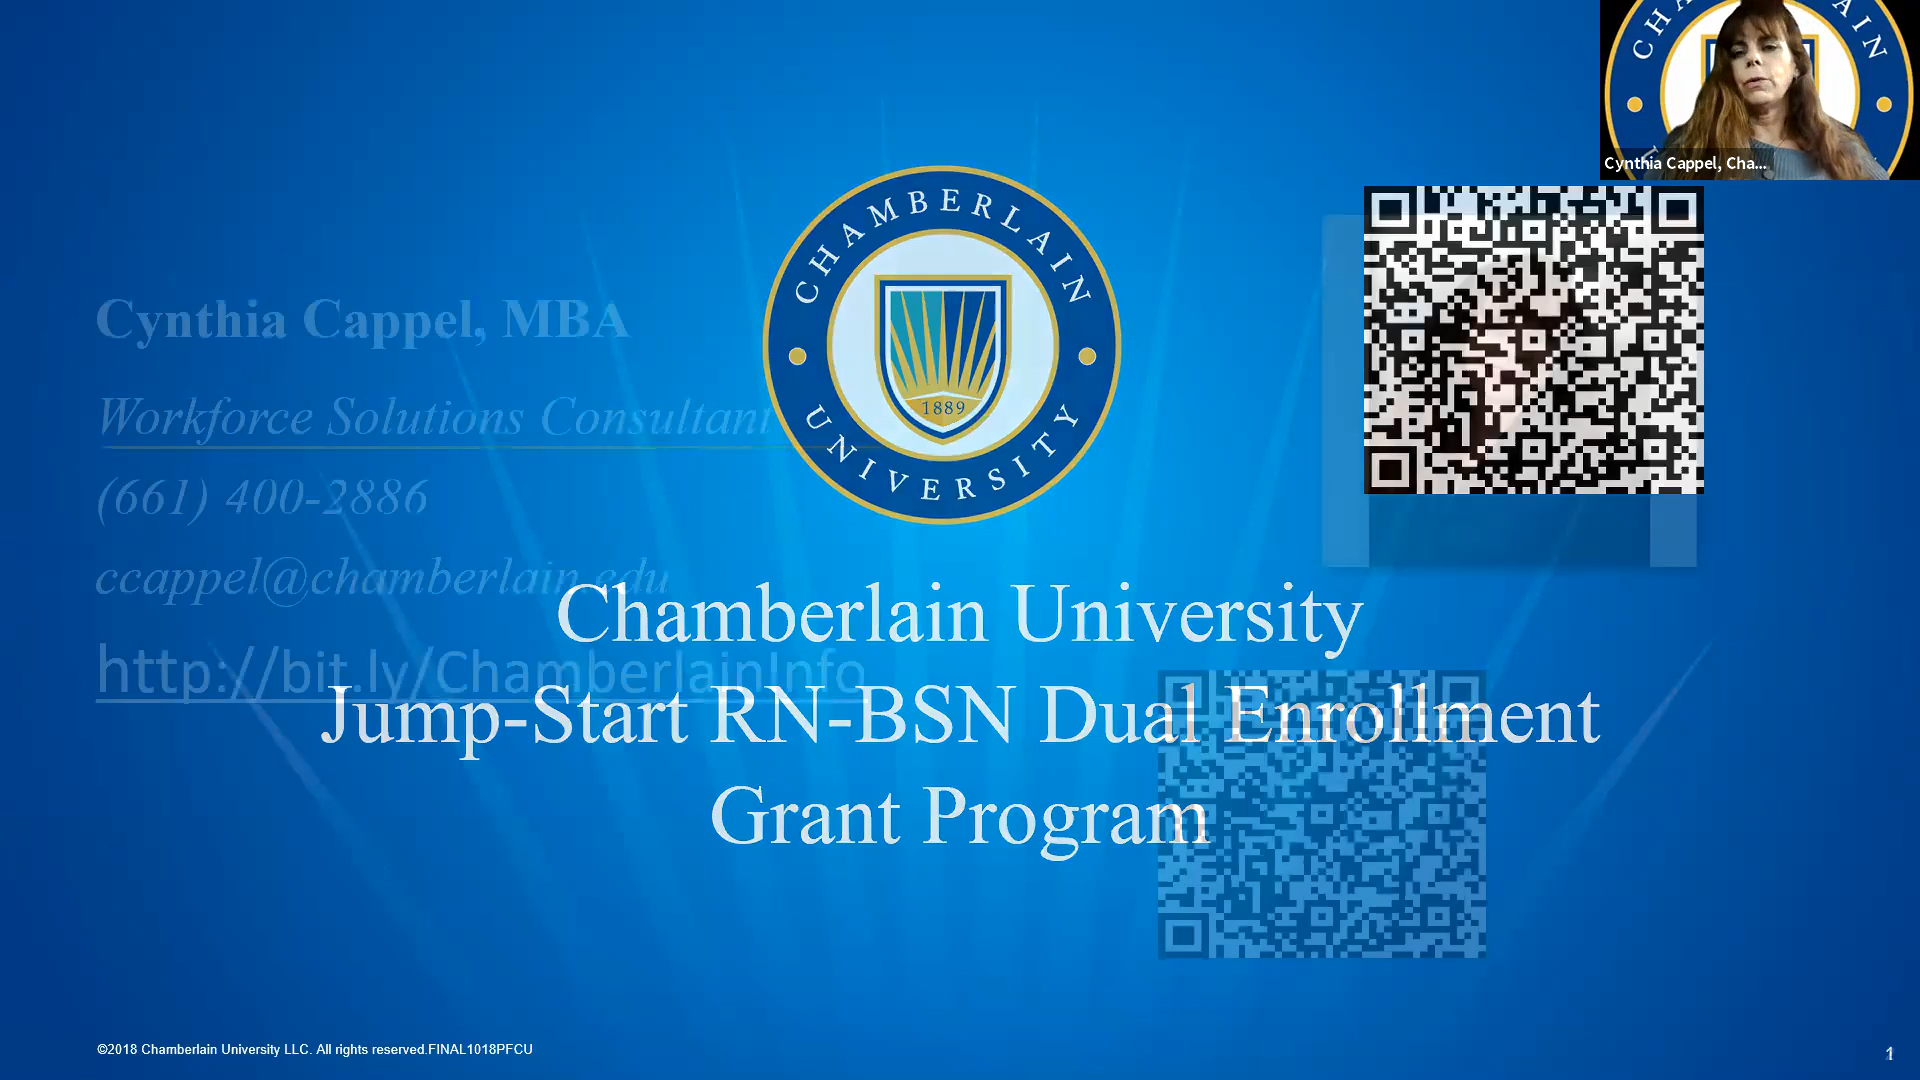 CHAMBERLAIN
Cynthia Cappel, Cha...
CHAMBERLAIN
1889
UNIVERSITY
Cynthia Cappel, MBA
Workforce Solutions Consultant
(661) 400-2886
ccappel@chamberlain.edu
http://bit.ly/ChamberlainInfo
Chamberlain University
Jump-Start RN-BSN Dual Enrollment
Grant Program
©2018 Chamberlain University LLC. All rights reserved.FINAL1018PFCU
1